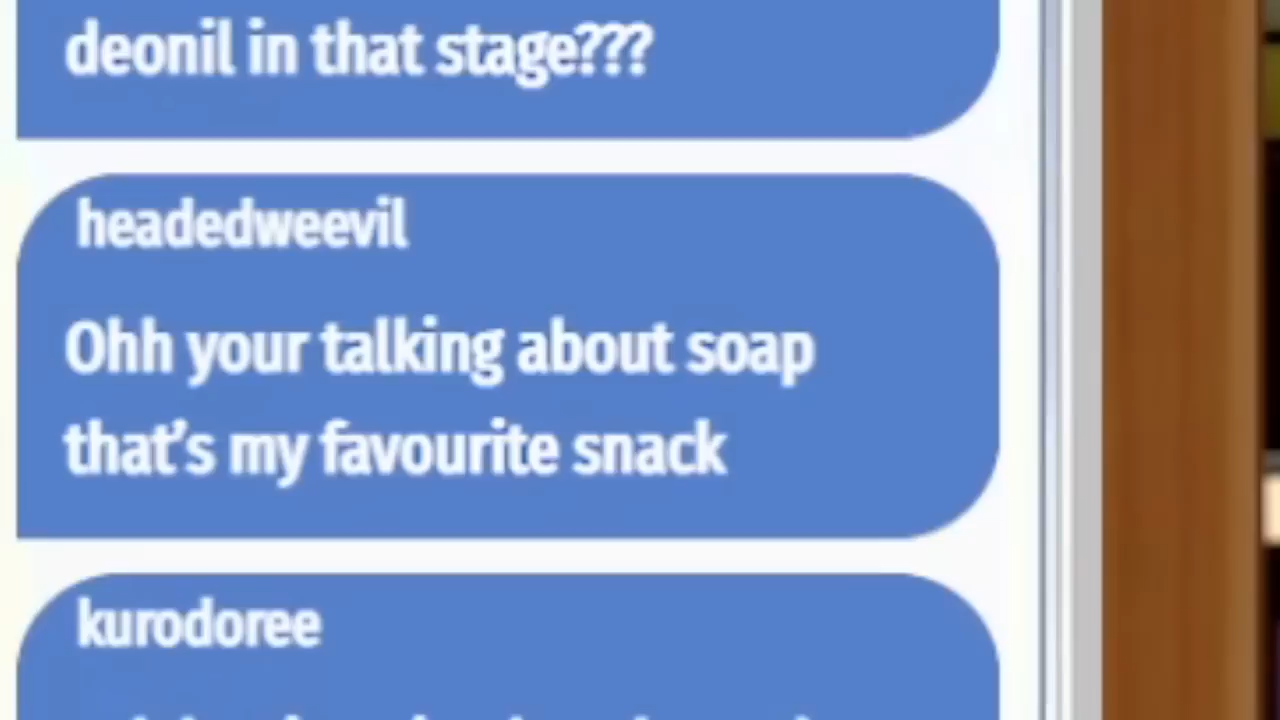 deonil in that stage???
headedweevil
Ohh your talking about soap
that's my favourite snack
kurodoree